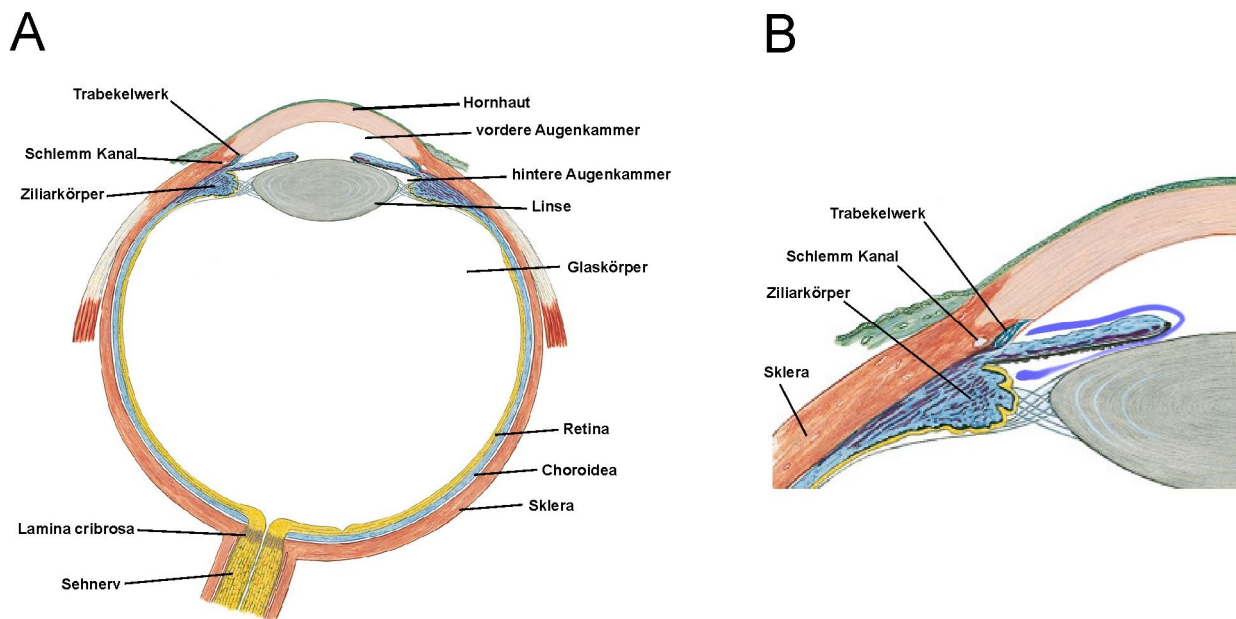 A
Trabekelwerk
Schlemm Kanal
Ziliarkörper
Hornhaut
vordere Augenkammer
hintere Augenkammer
Linse
Glaskörper
Retina
Choroidea
Sklera
Lamina cribrosa
Sehnerv
B
Trabekelwerk
Schlemm Kanal
Ziliarkörper
Sklera